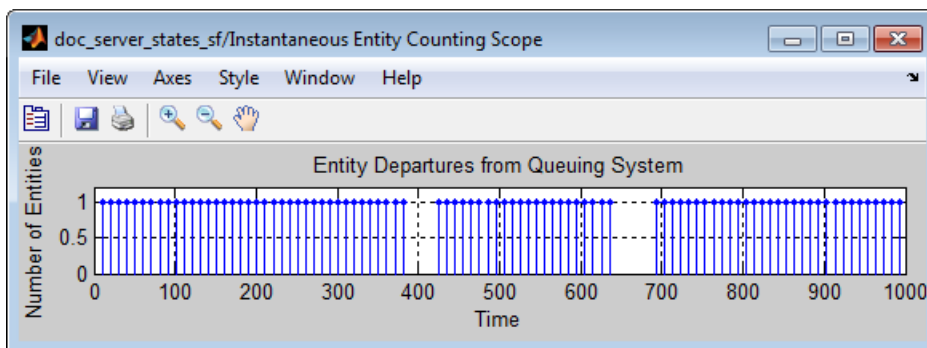 doc_server_states_sf/Instantaneous Entity Counting Scope
File View Axes Style Window Help
Entity Departures from Queuing System
Number of Entities
1
0.5
0
0 100 200 300 400 500 600 700 800 900 1000
Time